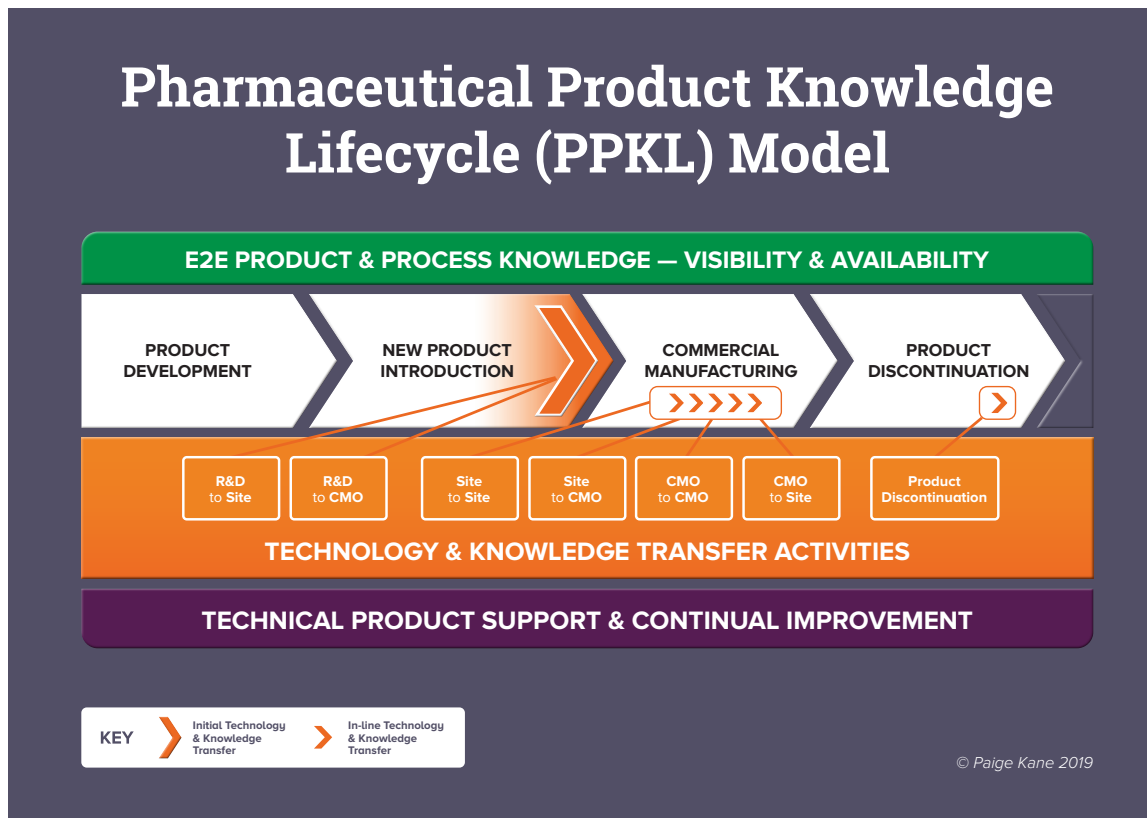 Pharmaceutical Product Knowledge
Lifecycle (PPKL) Model
E2E PRODUCT & PROCESS KNOWLEDGE — VISIBILITY & AVAILABILITY
PRODUCT
DEVELOPMENT
NEW PRODUCT
INTRODUCTION
COMMERCIAL
MANUFACTURING
PRODUCT
DISCONTINUATION
R&D
to Site
R&D
to CMO
Site
to Site
Site
to CMO
CMO
to CMO
CMO
to Site
Product
Discontinuation
TECHNOLOGY & KNOWLEDGE TRANSFER ACTIVITIES
TECHNICAL PRODUCT SUPPORT & CONTINUAL IMPROVEMENT
KEY
Initial Technology
& Knowledge
Transfer
In-line Technology
& Knowledge
Transfer
© Paige Kane 2019